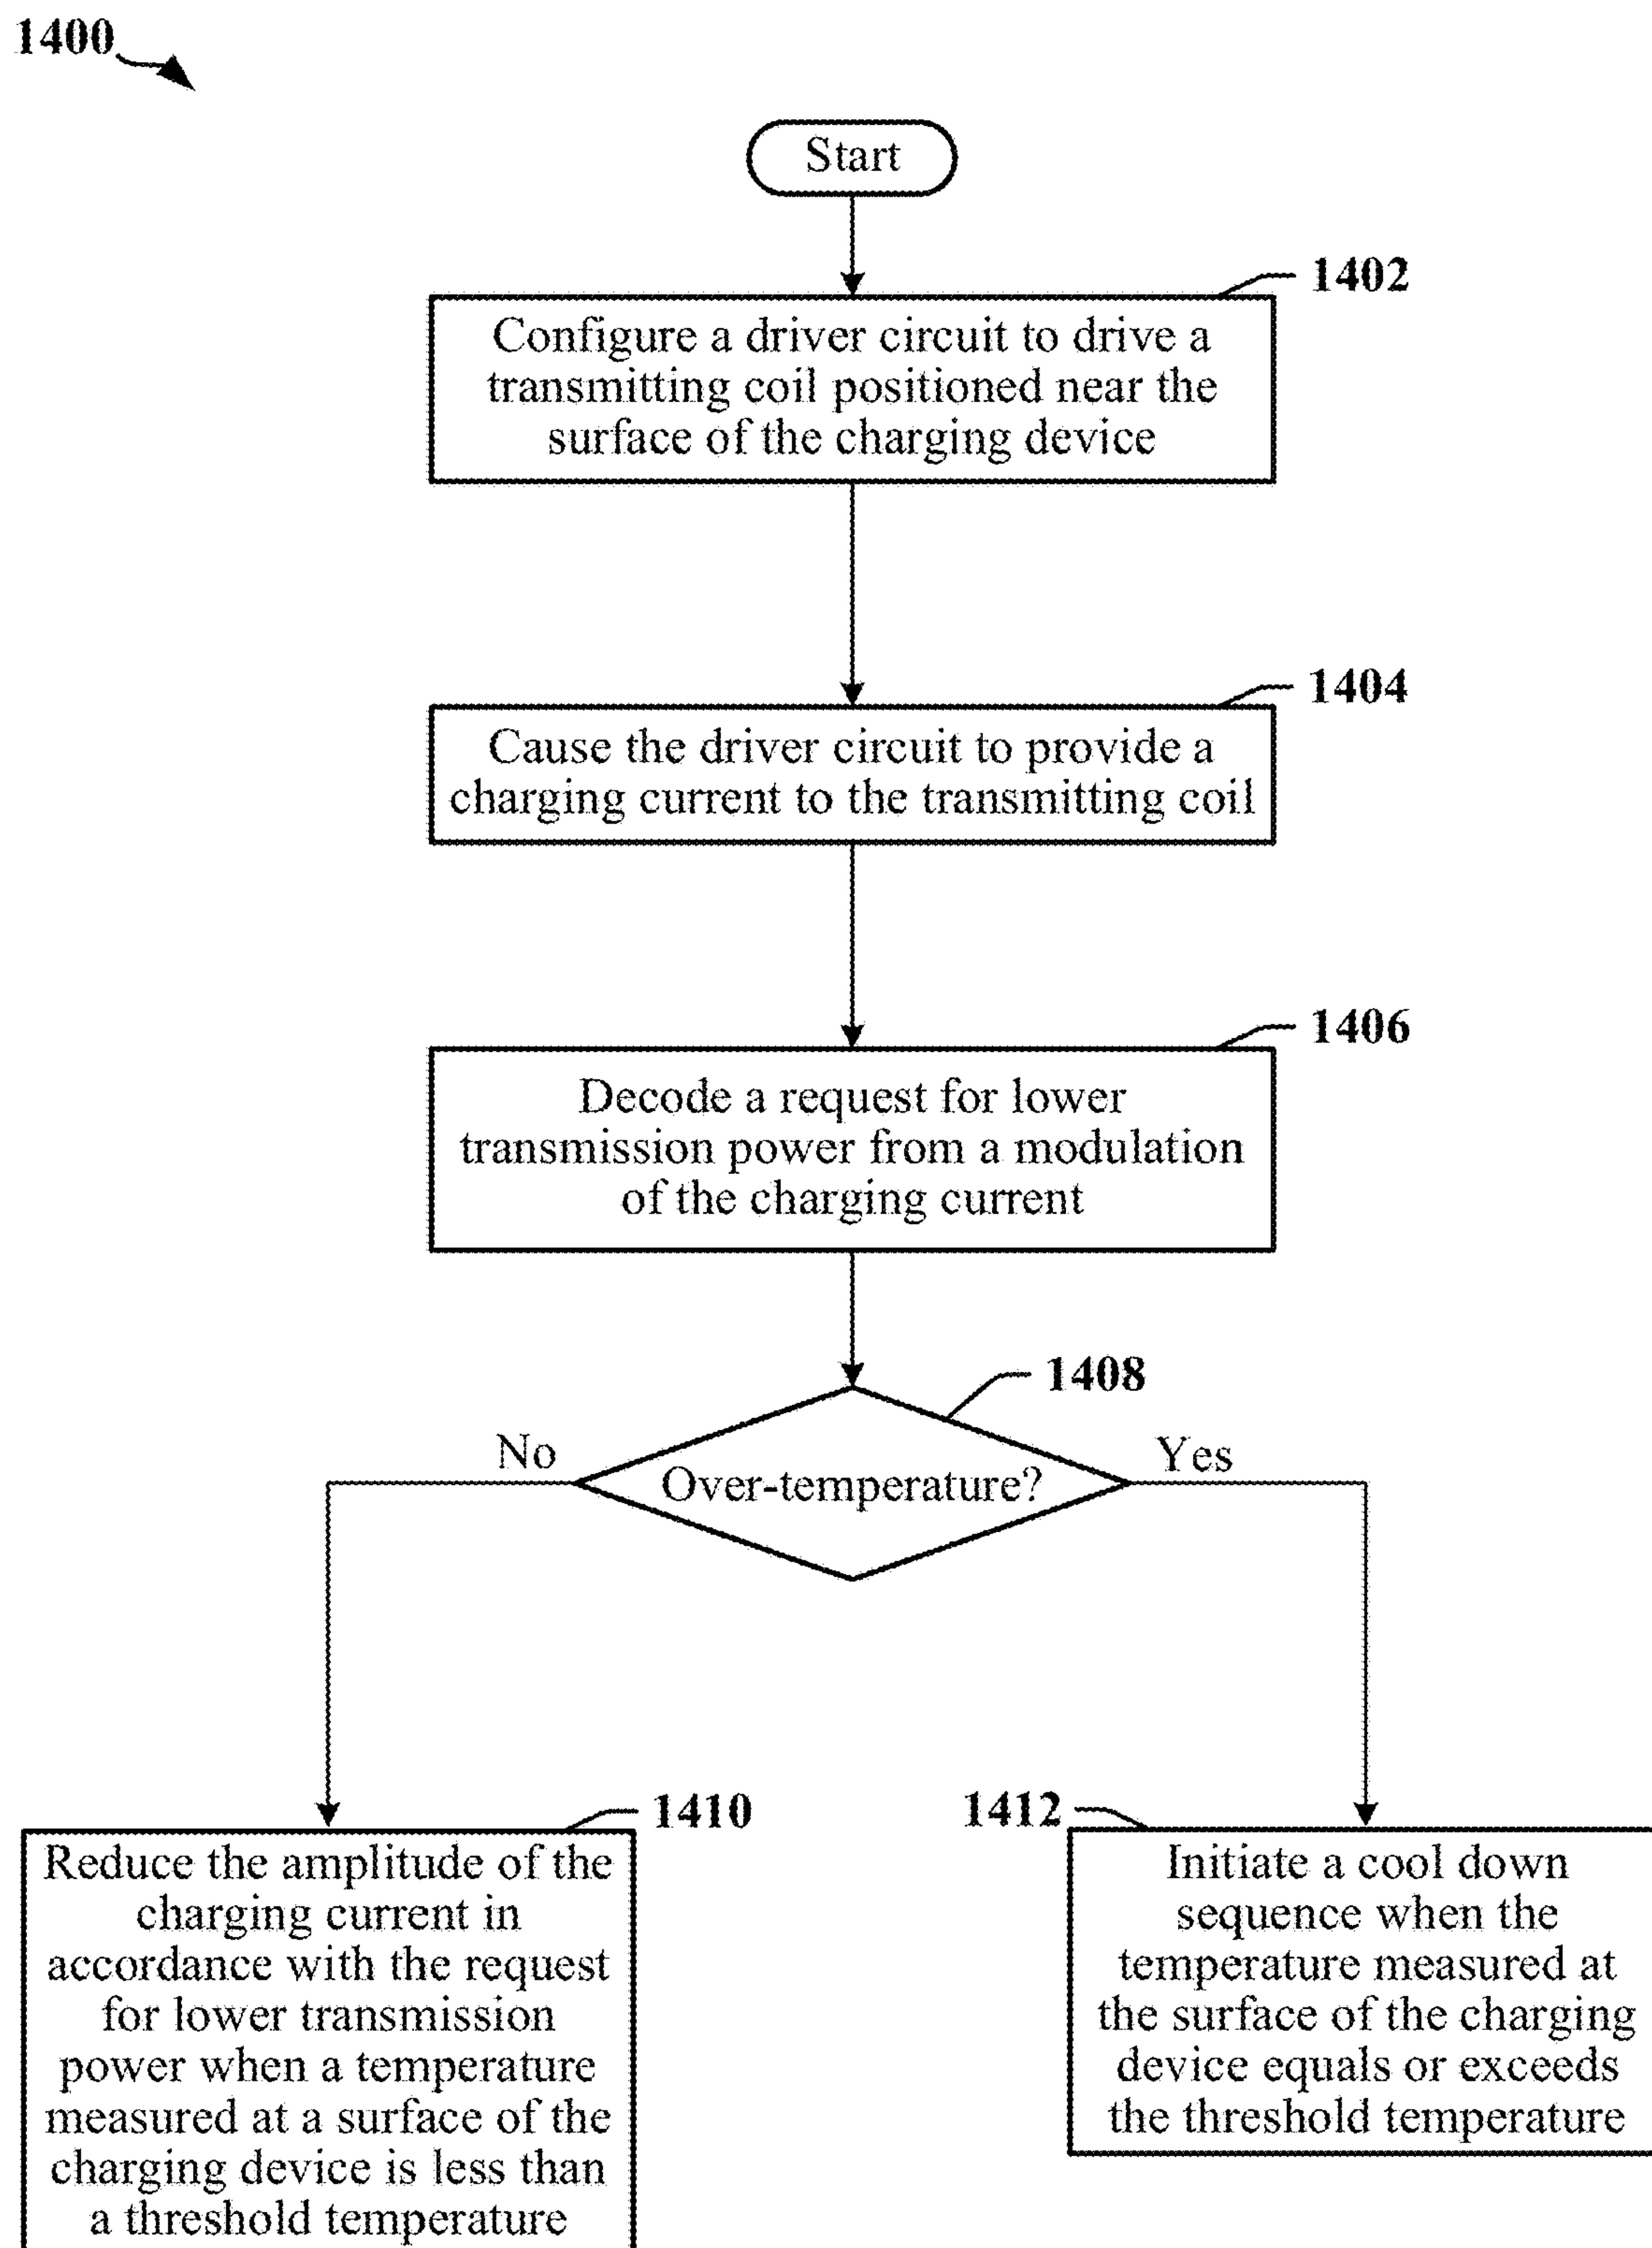 1400
Start
1402
Configure a driver circuit to drive a
transmitting coil positioned near the
surface of the charging device
1404
Cause the driver circuit to provide a
charging current to the transmitting coil
1406
Decode a request for lower
transmission power from a modulation
of the charging current
1408
No
Over-temperature?
Yes
1410
Reduce the amplitude of the
charging current in
accordance with the request
for lower transmission
power when a temperature
measured at a surface of the
charging device is less than
a threshold temperature
1412
Initiate a cool down
sequence when the
temperature measured at
the surface of the charging
device equals or exceeds
the threshold temperature